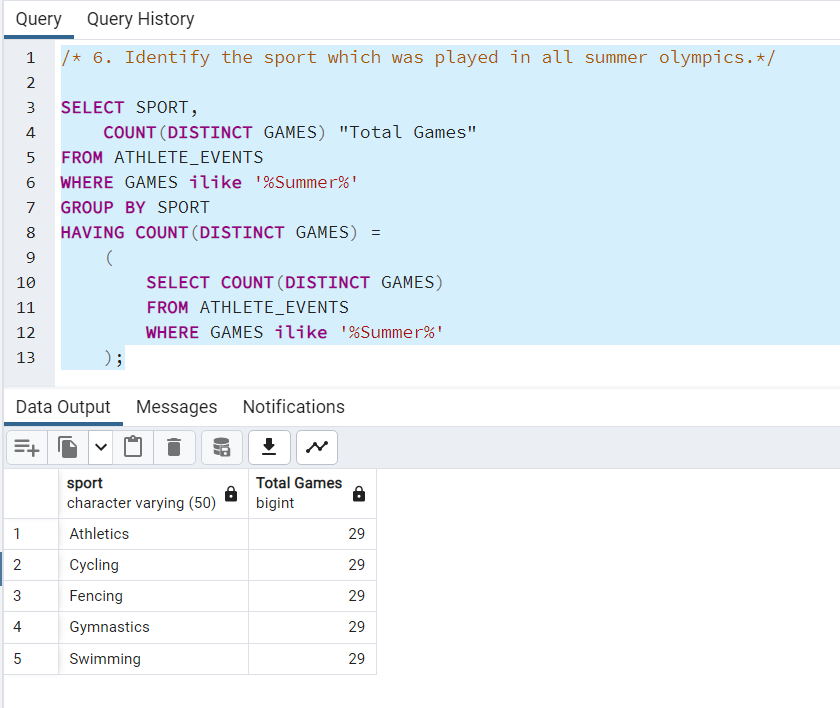 Query Query History
1 /* 6. Identify the sport which was played in all summer olympics.*/
2
3 SELECT SPORT,
4 COUNT(DISTINCT GAMES) "Total Games"
5 FROM ATHLETE_EVENTS
6 WHERE GAMES ilike '%Summer%'
7 GROUP BY SPORT
8 HAVING COUNT(DISTINCT GAMES) =
9 (
10 SELECT COUNT(DISTINCT GAMES)
11 FROM ATHLETE_EVENTS
12 WHERE GAMES ilike '%Summer%'
13 );
Data Output Messages Notifications
sport Total Games
character varying (50) bigint
1 Athletics 29
2 Cycling 29
3 Fencing 29
4 Gymnastics 29
5 Swimming 29